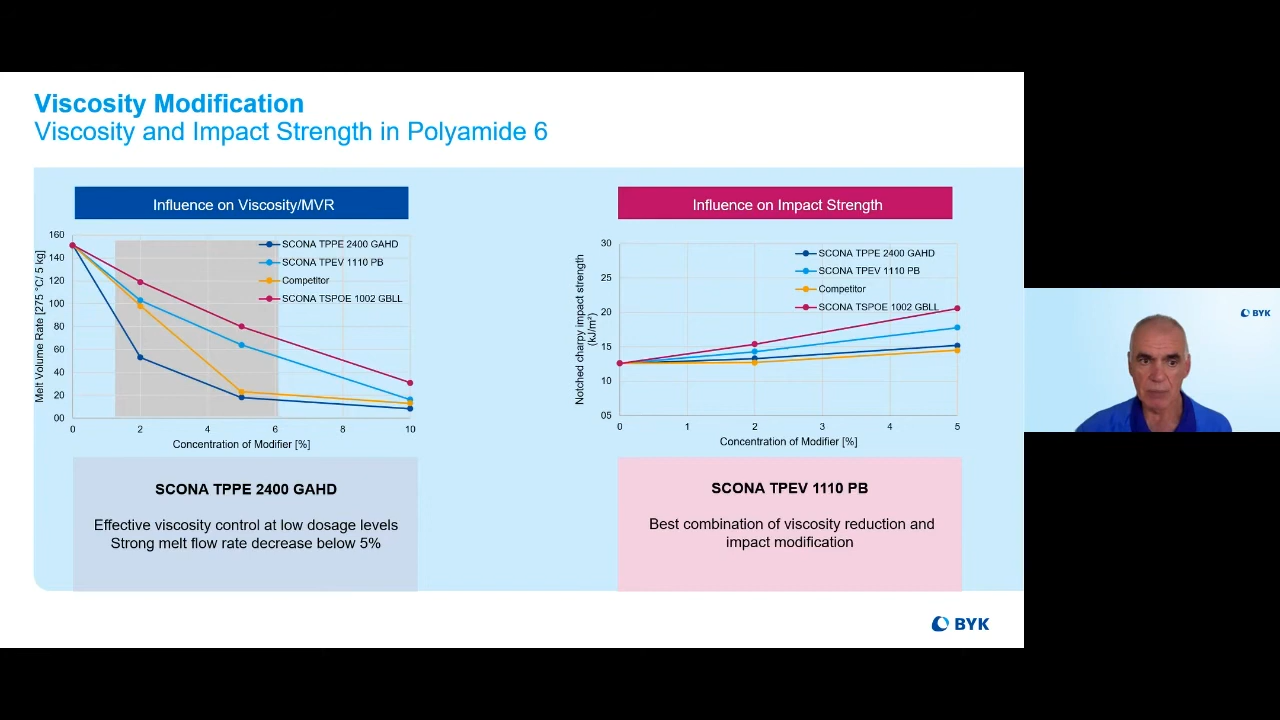 Viscosity Modification
Viscosity and Impact Strength in Polyamide 6
Influence on Viscosity/MVR
Melt Volume Rate [275 °C/ 5 kg]
160
140
120
100
80
60
40
20
00
0
2
4
6
8
10
Concentration of Modifier [%]
SCONA TPPE 2400 GAHD
SCONA TPEV 1110 PB
Competitor
SCONA TSPOE 1002 GBLL
SCONA TPPE 2400 GAHD
Effective viscosity control at low dosage levels
Strong melt flow rate decrease below 5%
Influence on Impact Strength
Notched charpy impact strength
(kJ/m²)
30
25
20
15
10
05
0
1
2
3
4
5
Concentration of Modifier [%]
SCONA TPPE 2400 GAHD
SCONA TPEV 1110 PB
Competitor
SCONA TSPOE 1002 GBLL
SCONA TPEV 1110 PB
Best combination of viscosity reduction and
impact modification
BYK
BYK